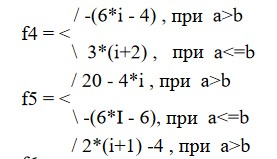 / -(6*i - 4) , при  a>b
f4 = <
\  3*(i+2) ,   при  a<=b
/ 20 - 4*i , при  a>b
f5 = <
\ -(6*I - 6), при  a<=b
/ 2*(i+1) -4 , при  a>b